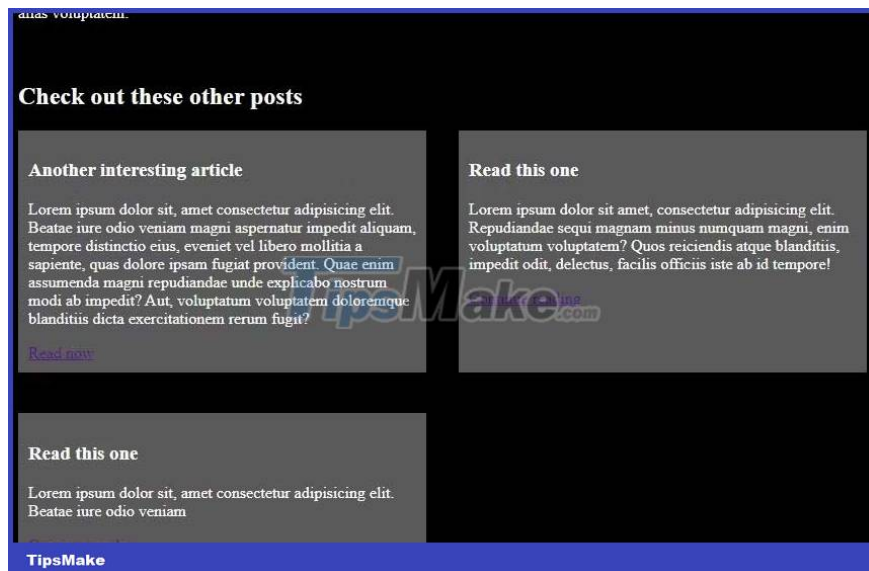 alias voluptatem.
Check out these other posts
Another interesting article
Lorem ipsum dolor sit, amet consectetur adipisicing elit.
Beatae iure odio veniam magni aspernatur impedit aliquam,
tempore distinctio eius, eveniet vel libero mollitia a
sapiente, quas dolore ipsam fugiat provident. Quae enim
assumenda magni repudiandae unde explicabo nostrum
modi ab impedit? Aut, voluptatum voluptatem doloremque
blanditiis dicta exercitationem rerum fugit?
Read now
Read this one
Lorem ipsum dolor sit amet, consectetur adipisicing elit.
Repudiandae sequi magnam minus numquam magni, enim
voluptatum voluptatem? Quos reiciendis atque blanditiis,
impedit odit, delectus, facilis officiis iste ab id tempore!
Continue reading
TipsMake.com
Read this one
Lorem ipsum dolor sit, amet consectetur adipisicing elit.
Beatae iure odio veniam
TipsMake